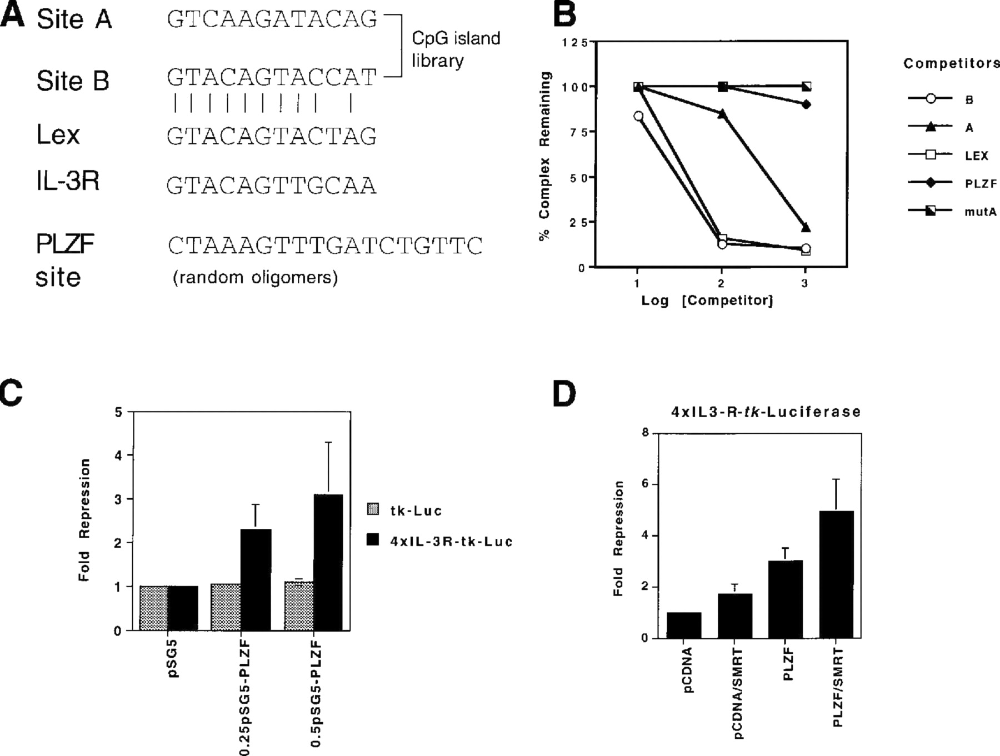 A
Site A GTCAAGATACAG
CpG island
library
Site B GTACAGTACCAT
Lex GTACAGTACTAG
IL-3R GTACAGTTGCAA
PLZF CTAAAGTTTGATCTGTTC
site (random oligomers)
B
125
100
75
50
25
0
% Complex Remaining
1 2 3
Log [Competitor]
Competitors
B
A
LEX
PLZF
mutA
C
5
4
3
2
1
0
Fold Repression
pSG5
0.25pSG5-PLZF
0.5pSG5-PLZF
tk-Luc
4xIL-3R-tk-Luc
D
4xIL3-R-tk-Luciferase
8
6
4
2
0
Fold Repression
pCDNA
pCDNA/SMRT
PLZF
PLZF/SMRT